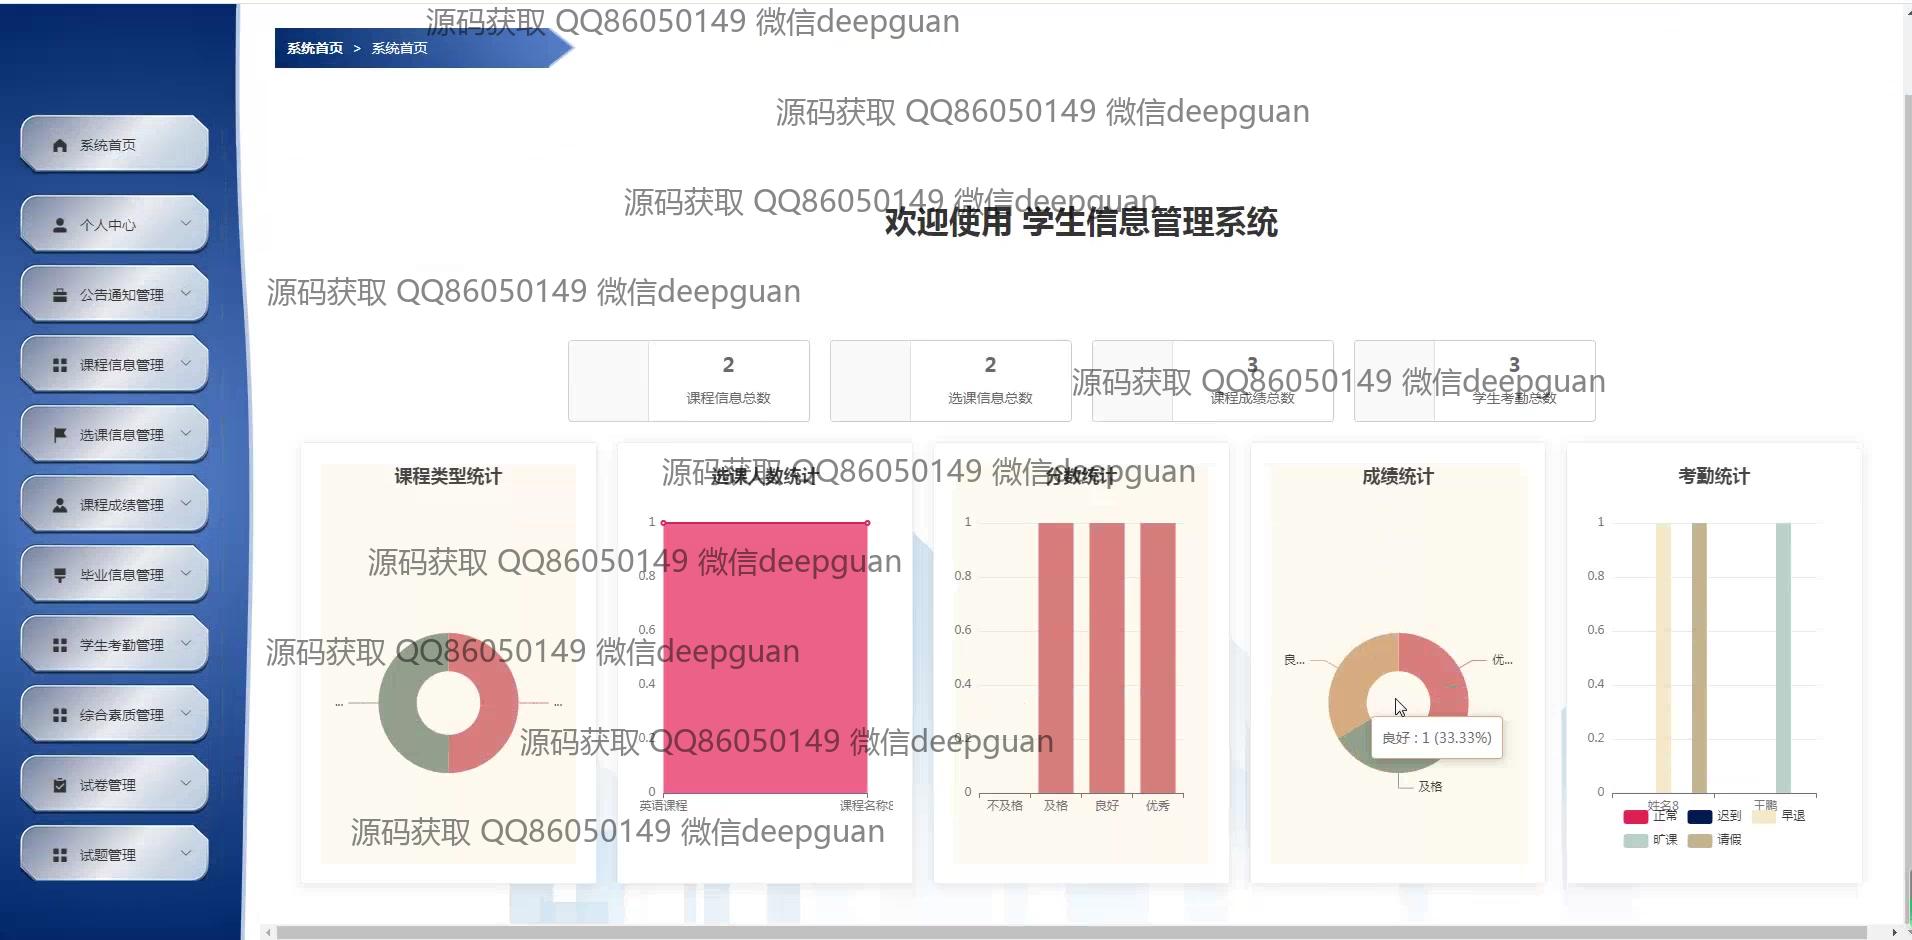 源码获取 QQ86050149 微信deepguan
系统首页 > 系统首页
源码获取 QQ86050149 微信deepguan
系统首页
源码获取 QQ86050149 微信deepguan
欢迎使用 学生信息管理系统
个人中心
源码获取 QQ86050149 微信deepguan
公告通知管理
课程信息管理
选课信息管理
课程成绩管理
毕业信息管理
学生考勤管理
综合素质管理
试卷管理
试题管理
2
课程信息总数
2
选课信息总数
3
课程成绩总数
3
学生考勤总数
源码获取 QQ86050149 微信deepguan
课程类型统计
...
...
选课人数统计
源码获取 QQ86050149 微信deepguan
1
0.8
0.6
0.4
0.2
0
英语课程
课程名称8
源码获取 QQ86050149 微信deepguan
源码获取 QQ86050149 微信deepguan
源码获取 QQ86050149 微信deepguan
源码获取 QQ86050149 微信deepguan
分数统计
1
0.8
0.6
0.4
0.2
0
不及格
及格
良好
优秀
成绩统计
良...
优...
良好 : 1 (33.33%)
及格
考勤统计
1
0.8
0.6
0.4
0.2
0
姓名8
王鹏
正常
迟到
早退
旷课
请假